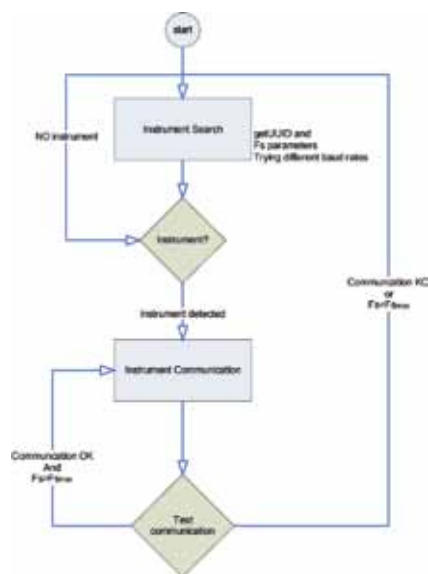 start
NO instrument
Instrument Search
getUUID and
Fs parameters
Trying different baud rates
Instrument?
Communication KO
or
Instrument detected
Instrument Communication
Communication OK
And
Test
communication